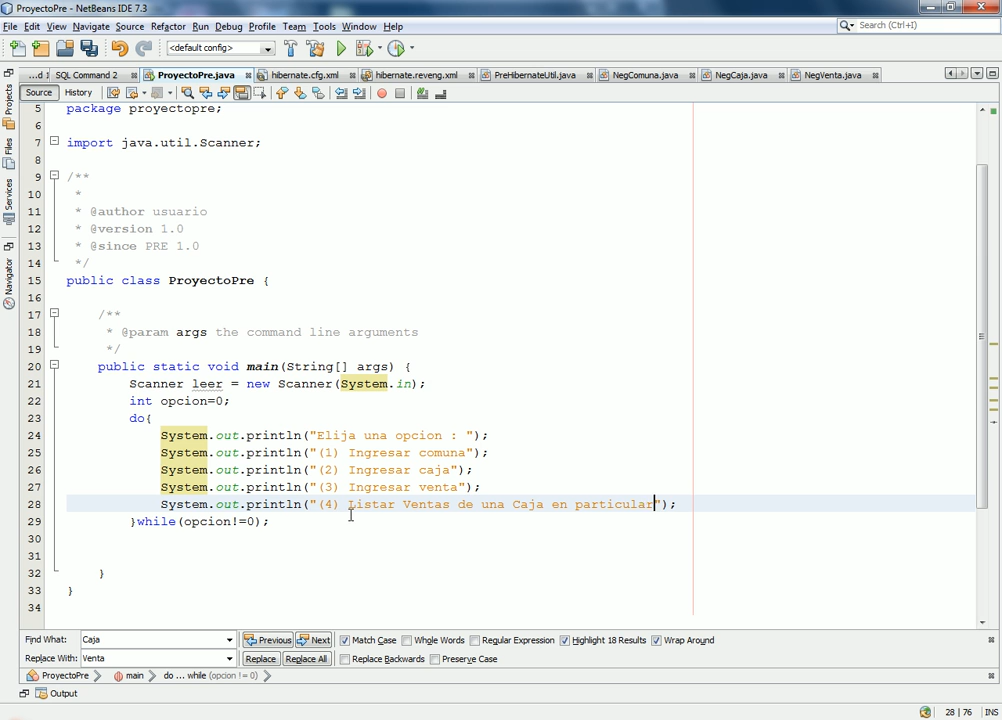 ProyectoPre - NetBeans IDE 7.3
File Edit View Navigate Source Refactor Run Debug Profile Team Tools Window Help
Search (Ctrl+I)
<default config>
...d 1 SQL Command 2 ProyectoPre.java hibernate.cfg.xml hibernate.reveng.xml PreHibernateUtil.java NegComuna.java NegCaja.java NegVenta.java
Source History
Projects
Files
Services
Navigator
5 package proyectopre;
6
7 import java.util.Scanner;
8
9 /**
10 *
11 * @author usuario
12 * @version 1.0
13 * @since PRE 1.0
14 */
15 public class ProyectoPre {
16
17 /**
18 * @param args the command line arguments
19 */
20 public static void main(String[] args) {
21 Scanner leer = new Scanner(System.in);
22 int opcion=0;
23 do{
24 System.out.println("Elija una opcion : ");
25 System.out.println("(1) Ingresar comuna");
26 System.out.println("(2) Ingresar caja");
27 System.out.println("(3) Ingresar venta");
28 System.out.println("(4) Listar Ventas de una Caja en particular");
29 }while(opcion!=0);
30
31
32 }
33 }
34
Find What: Caja Previous Next Match Case Whole Words Regular Expression Highlight 18 Results Wrap Around
Replace With: Venta Replace Replace All Replace Backwards Preserve Case
ProyectoPre main do ... while (opcion != 0)
Output
28 | 76 INS